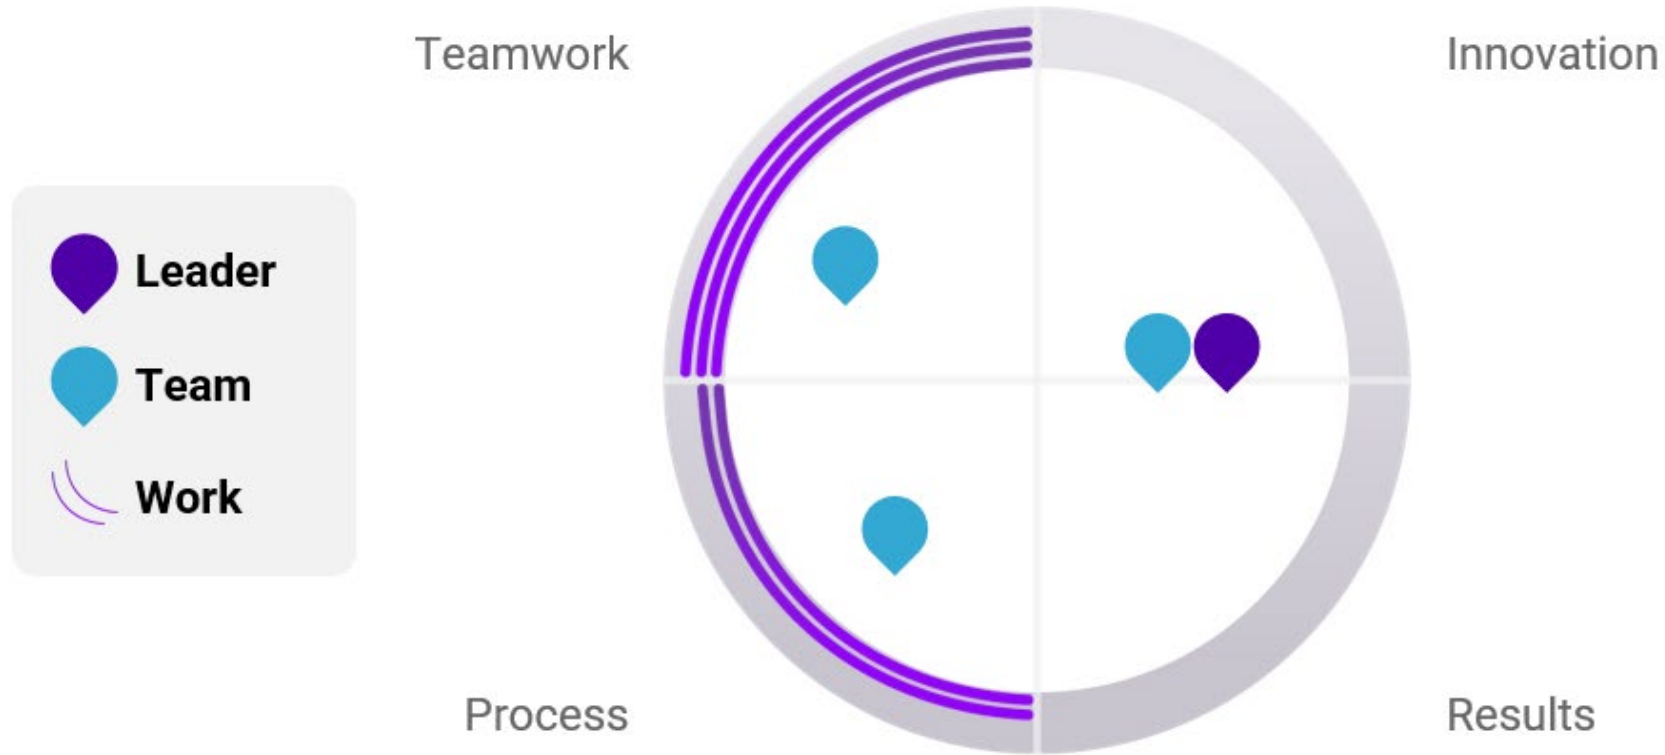 Teamwork
Innovation
Leader
Team
Work
Process
Results